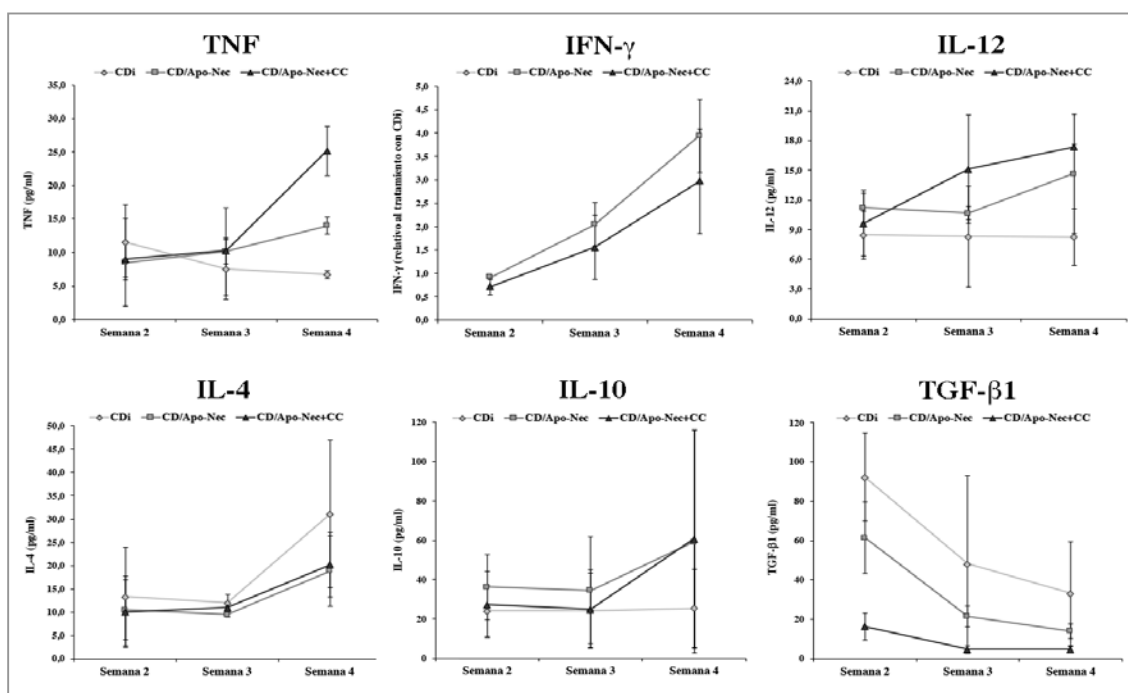 TNF
CDi CD/Apo-Nec CD/Apo-Nec+CC
TNF (pg/ml)
35,0
30,0
25,0
20,0
15,0
10,0
5,0
0,0
Semana 2 Semana 3 Semana 4
IFN-γ
CD/Apo-Nec CD/Apo-Nec+CC
IFN-γ (relativo al tratamiento con CDi)
5,0
4,5
4,0
3,5
3,0
2,5
2,0
1,5
1,0
0,5
0,0
Semana 2 Semana 3 Semana 4
IL-12
CDi CD/Apo-Nec CD/Apo-Nec+CC
IL-12 (pg/ml)
24,0
21,0
18,0
15,0
12,0
9,0
6,0
3,0
0,0
Semana 2 Semana 3 Semana 4
IL-4
CDi CD/Apo-Nec CD/Apo-Nec+CC
IL-4 (pg/ml)
50,0
45,0
40,0
35,0
30,0
25,0
20,0
15,0
10,0
5,0
0,0
Semana 2 Semana 3 Semana 4
IL-10
CDi CD/Apo-Nec CD/Apo-Nec+CC
IL-10 (pg/ml)
120
100
80
60
40
20
0
Semana 2 Semana 3 Semana 4
TGF-β1
CDi CD/Apo-Nec CD/Apo-Nec+CC
TGF-β1 (pg/ml)
120
100
80
60
40
20
0
Semana 2 Semana 3 Semana 4